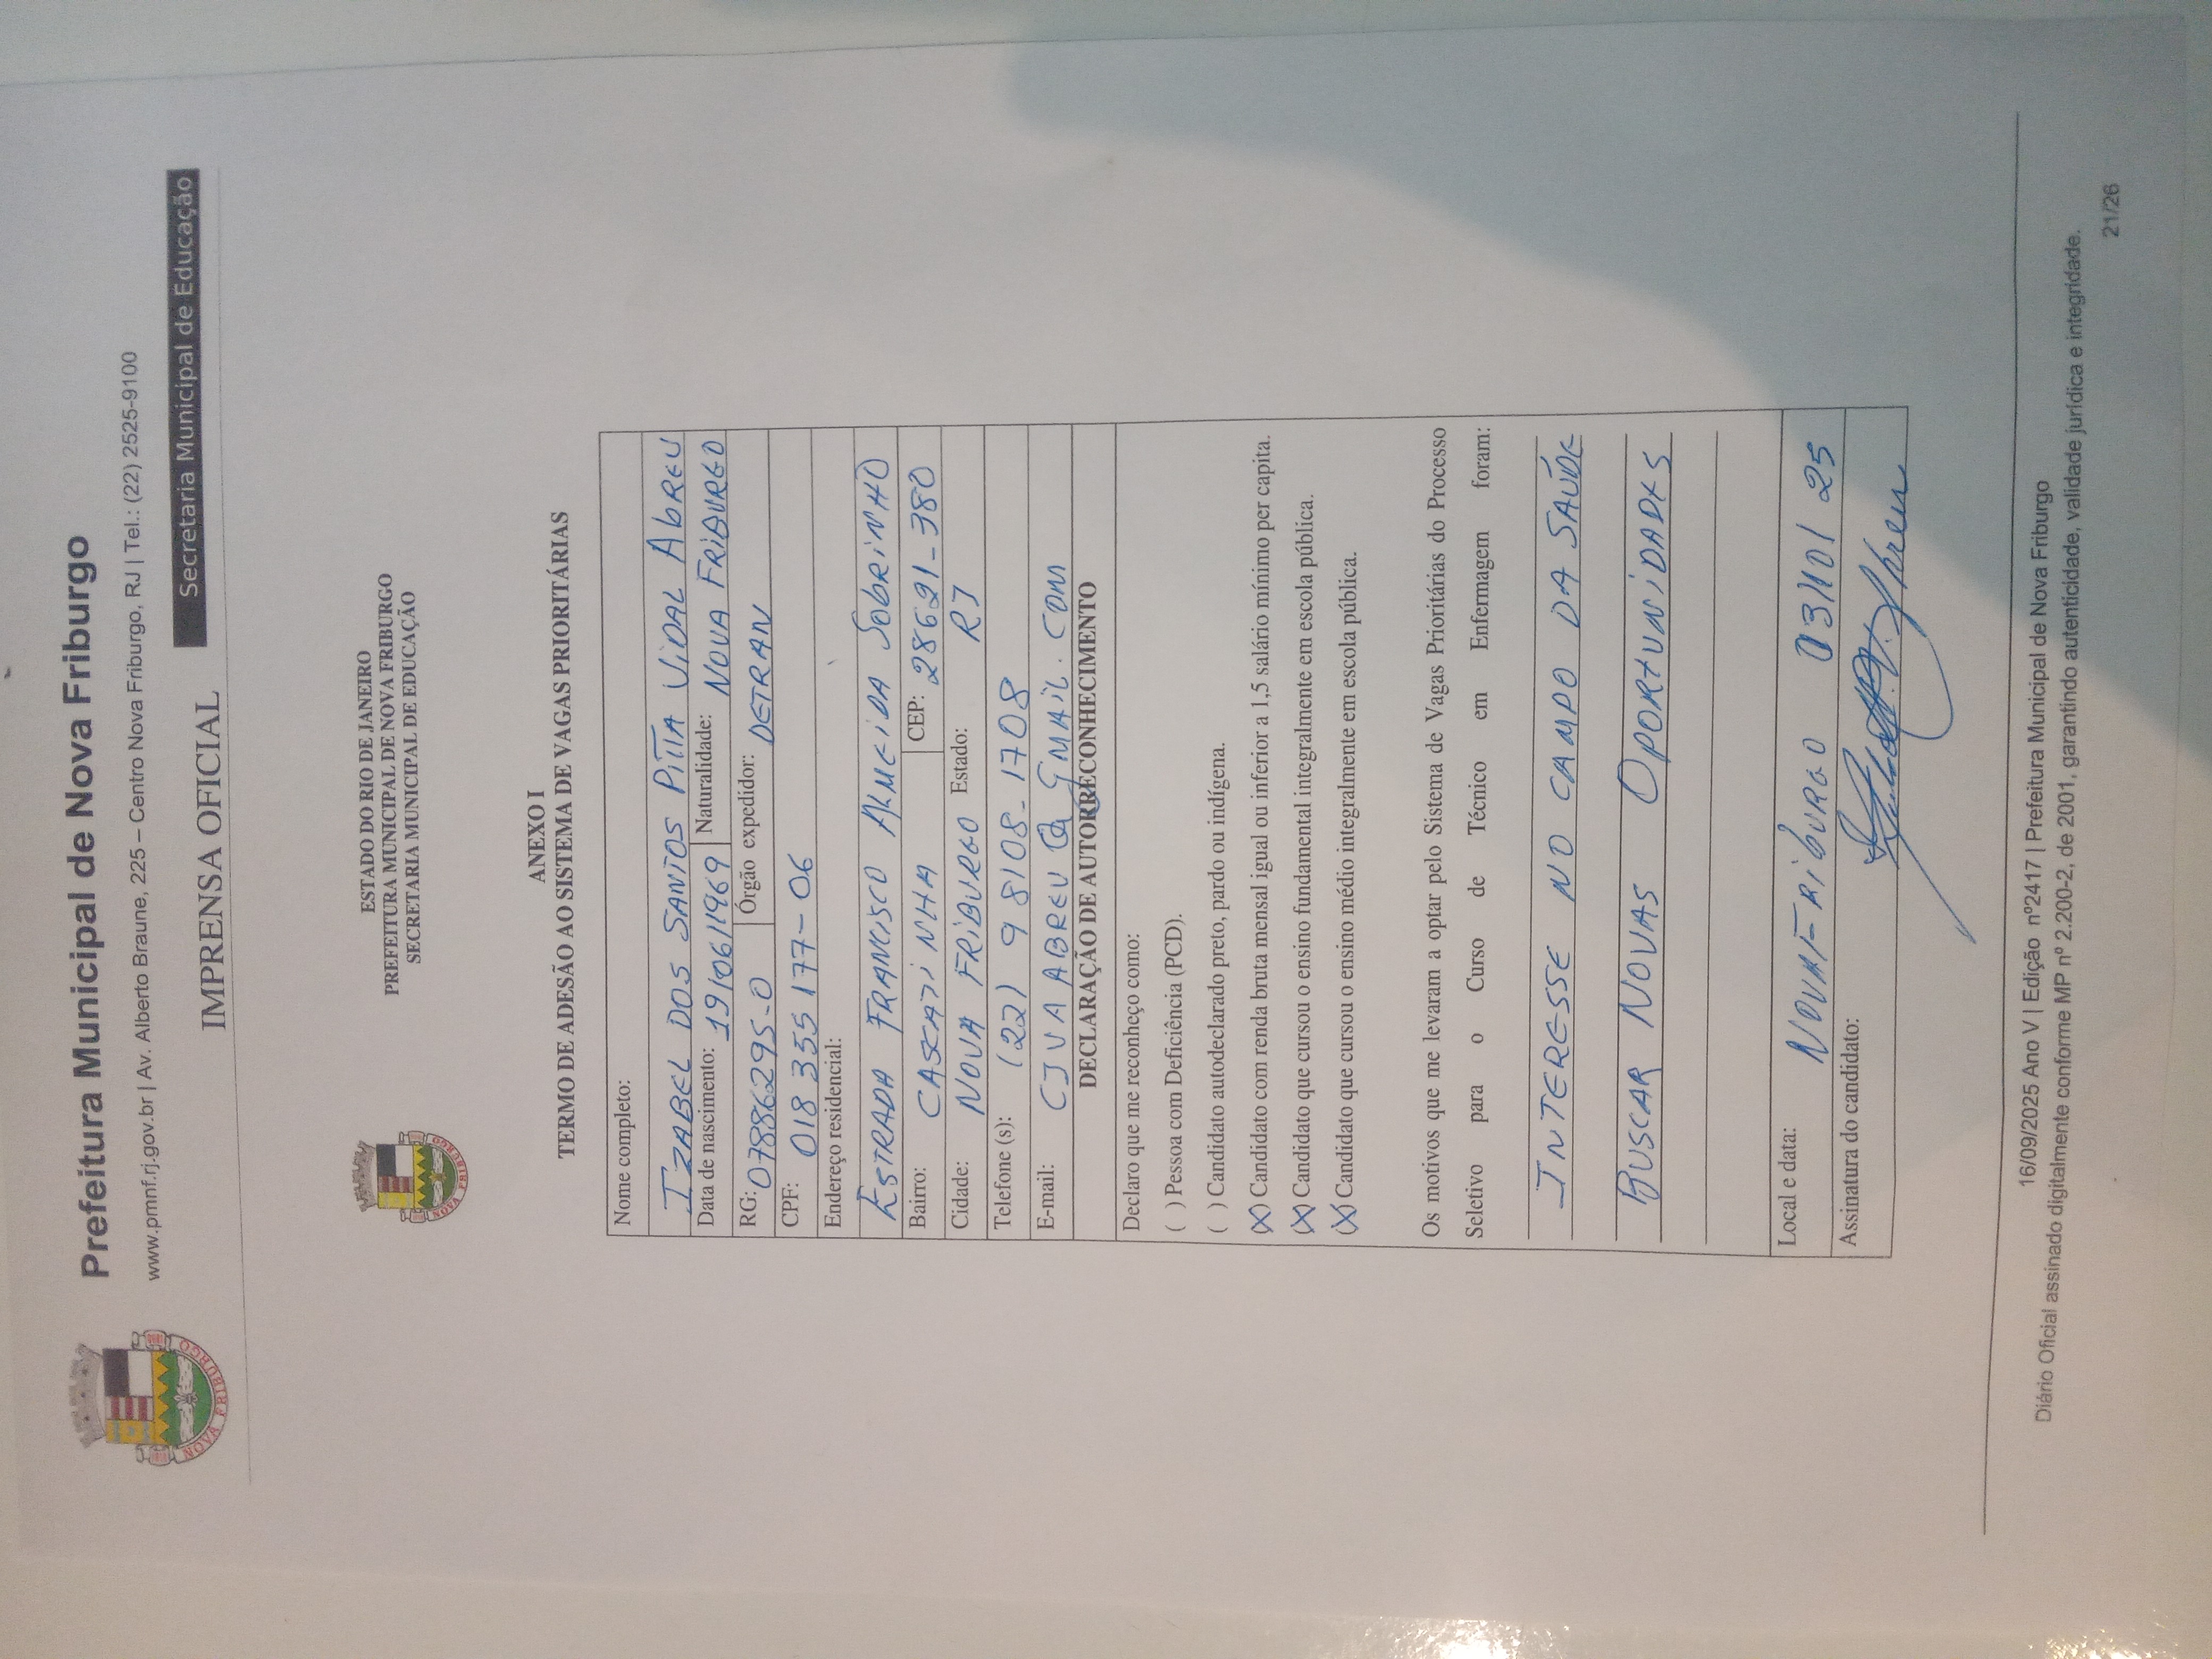 Prefeitura Municipal de Nova Friburgo
www.pmnf.rj.gov.br | Av. Alberto Braune, 225 – Centro Nova Friburgo, RJ | Tel.: (22) 2525-9100
Secretaria Municipal de Educação
IMPRENSA OFICIAL
NOVA FRIBURGO
ESTADO DO RIO DE JANEIRO
PREFEITURA MUNICIPAL DE NOVA FRIBURGO
SECRETARIA MUNICIPAL DE EDUCAÇÃO
NOVA FRIBURGO
ANEXO I
TERMO DE ADESÃO AO SISTEMA DE VAGAS PRIORITÁRIAS
Nome completo:
IZABEL DOS SANTOS PITTA VIDAL ABREU
Data de nascimento: 19/06/1969 Naturalidade: NOVA FRIBURGO
RG: 07886295-0 Órgão expedidor: DETRAN
CPF: 018 355 177-06
Endereço residencial:
ESTRADA FRANCISCO ALMEIDA SOBRINHO
Bairro: CASCATINHA CEP: 28621-380
Cidade: NOVA FRIBURGO Estado: RJ
Telefone (s): (22) 98108-1708
E-mail: CJVAABREU@GMAIL.COM
DECLARAÇÃO DE AUTORRECONHECIMENTO
Declaro que me reconheço como:
( ) Pessoa com Deficiência (PCD).
( ) Candidato autodeclarado preto, pardo ou indígena.
(X) Candidato com renda bruta mensal igual ou inferior a 1,5 salário mínimo per capita.
(X) Candidato que cursou o ensino fundamental integralmente em escola pública.
(X) Candidato que cursou o ensino médio integralmente em escola pública.
Os motivos que me levaram a optar pelo Sistema de Vagas Prioritárias do Processo
Seletivo para o Curso de Técnico em Enfermagem foram:
INTERESSE NO CAMPO DA SAÚDE
BUSCAR NOVAS OPORTUNIDADES
Local e data: NOVA FRIBURGO 03/10/25
Assinatura do candidato:
16/09/2025 Ano V | Edição nº2417 | Prefeitura Municipal de Nova Friburgo
Diário Oficial assinado digitalmente conforme MP nº 2.200-2, de 2001, garantindo autenticidade, validade jurídica e integridade.
21/26